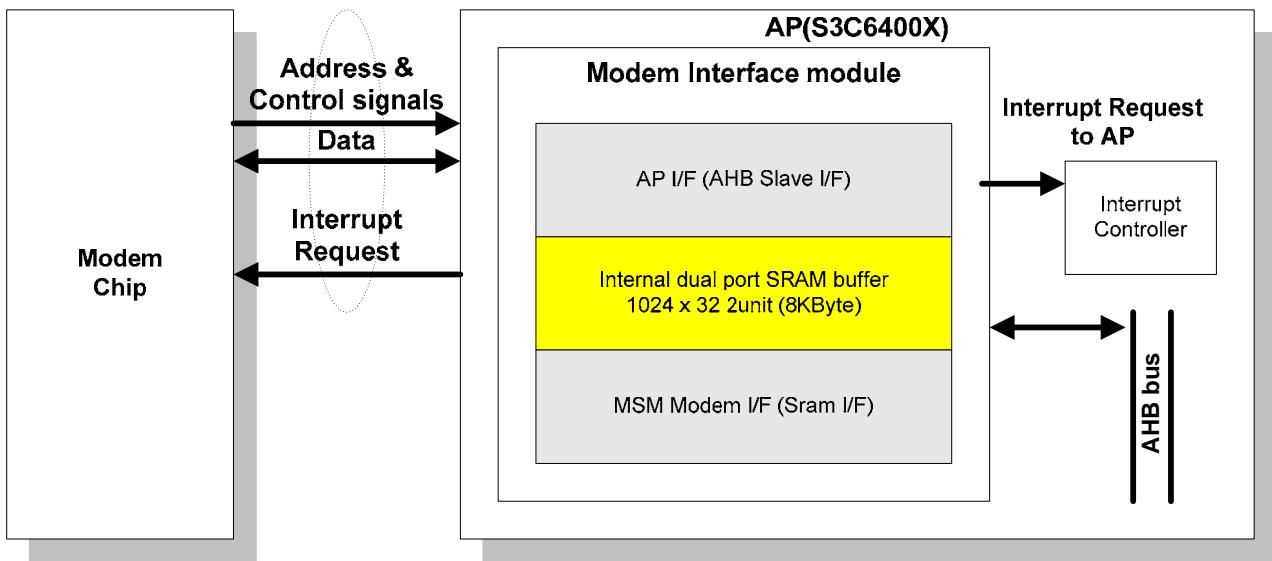 AP(S3C6400X)
Modem Interface module
Address &
Control signals
Data
Interrupt
Request
Modem
Chip
AP I/F (AHB Slave I/F)
Internal dual port SRAM buffer
1024 x 32 2unit (8KByte)
MSM Modem I/F (Sram I/F)
Interrupt Request
to AP
Interrupt
Controller
AHB bus